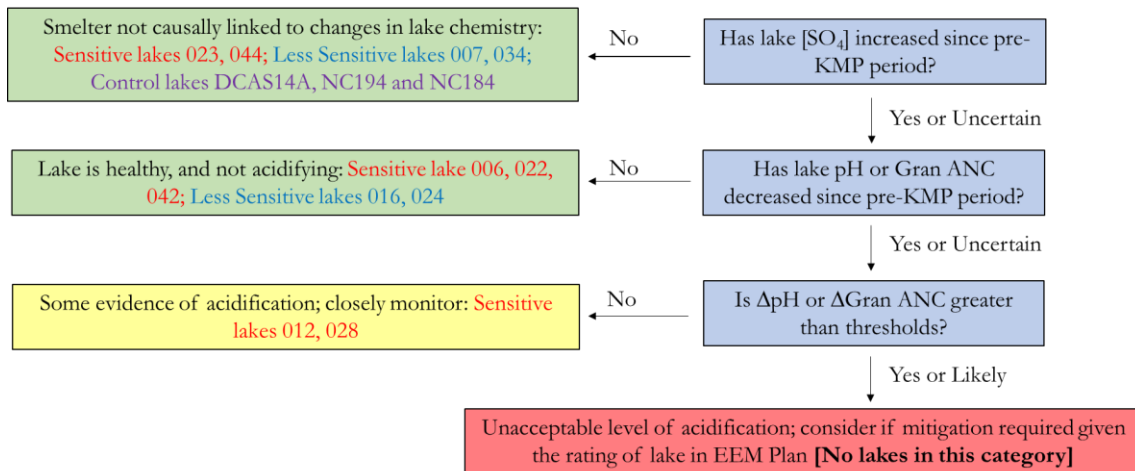 Smelter not causally linked to changes in lake chemistry:
Sensitive lakes 023, 044; Less Sensitive lakes 007, 034;
Control lakes DCAS14A, NC194 and NC184
No
Has lake [SO₄] increased since pre-
KMP period?
Yes or Uncertain
Lake is healthy, and not acidifying: Sensitive lake 006, 022,
042; Less Sensitive lakes 016, 024
No
Has lake pH or Gran ANC
decreased since pre-KMP period?
Yes or Uncertain
Some evidence of acidification; closely monitor: Sensitive
lakes 012, 028
No
Is ΔpH or ΔGran ANC greater
than thresholds?
Yes or Likely
Unacceptable level of acidification; consider if mitigation required given
the rating of lake in EEM Plan [No lakes in this category]